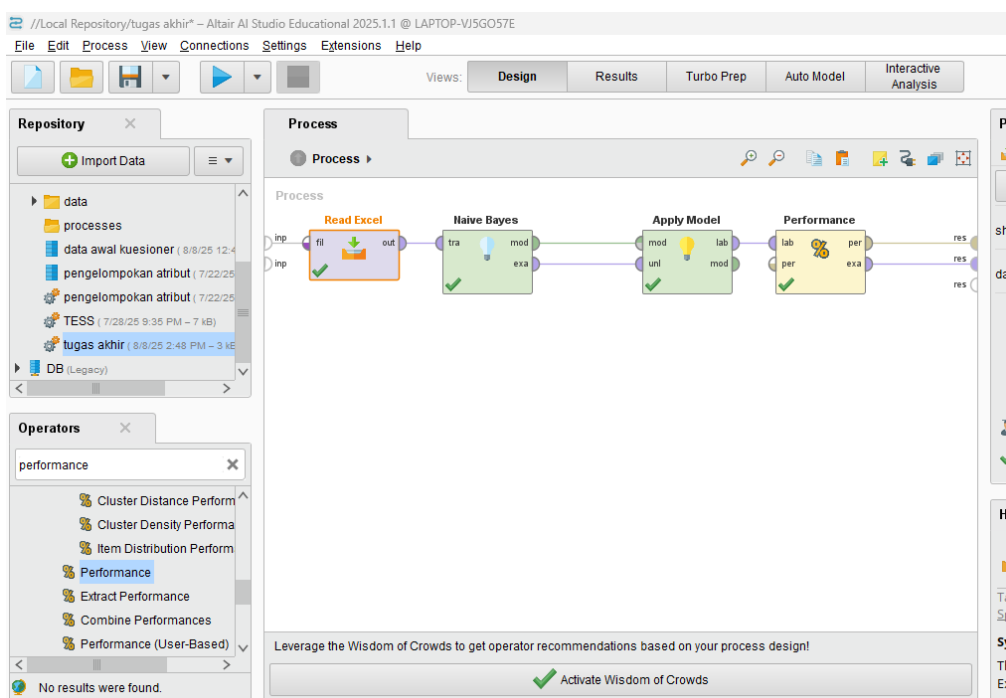 //Local Repository/tugas akhir* – Altair AI Studio Educational 2025.1.1 @ LAPTOP-VJ5GO57E
File Edit Process View Connections Settings Extensions Help
Views: Design Results Turbo Prep Auto Model Interactive Analysis
Repository
Import Data
data
processes
data awal kuesioner ( 8/8/25 12:4
pengelompokan atribut ( 7/22/25
pengelompokan atribut ( 7/22/25
TESS ( 7/28/25 9:35 PM – 7 kB)
tugas akhir ( 8/8/25 2:48 PM – 3 kB
DB (Legacy)
Operators
performance
Cluster Distance Perform
Cluster Density Performa
Item Distribution Perform
Performance
Extract Performance
Combine Performances
Performance (User-Based)
No results were found.
Process
Process
Process
Read Excel Naive Bayes Apply Model Performance
inp fil out tra mod mod lab lab per res
inp exa unl mod per exa res
res
Leverage the Wisdom of Crowds to get operator recommendations based on your process design!
Activate Wisdom of Crowds
P
sh
da
H
S
Th
E